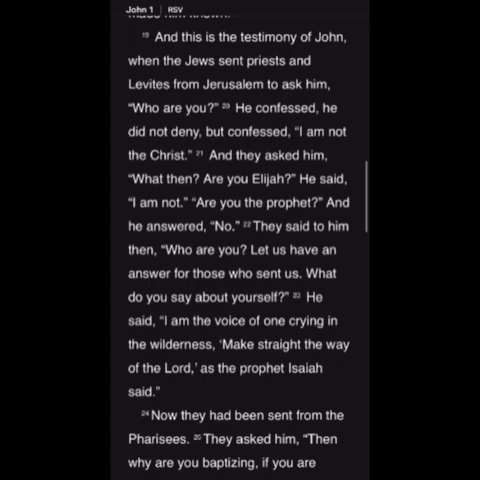 John 1 | RSV
made him known.
19 And this is the testimony of John,
when the Jews sent priests and
Levites from Jerusalem to ask him,
“Who are you?” 20 He confessed, he
did not deny, but confessed, “I am not
the Christ.” 21 And they asked him,
“What then? Are you Elijah?” He said,
“I am not.” “Are you the prophet?” And
he answered, “No.” 22 They said to him
then, “Who are you? Let us have an
answer for those who sent us. What
do you say about yourself?” 23 He
said, “I am the voice of one crying in
the wilderness, ‘Make straight the way
of the Lord,’ as the prophet Isaiah
said.”
24 Now they had been sent from the
Pharisees. 25 They asked him, “Then
why are you baptizing, if you are